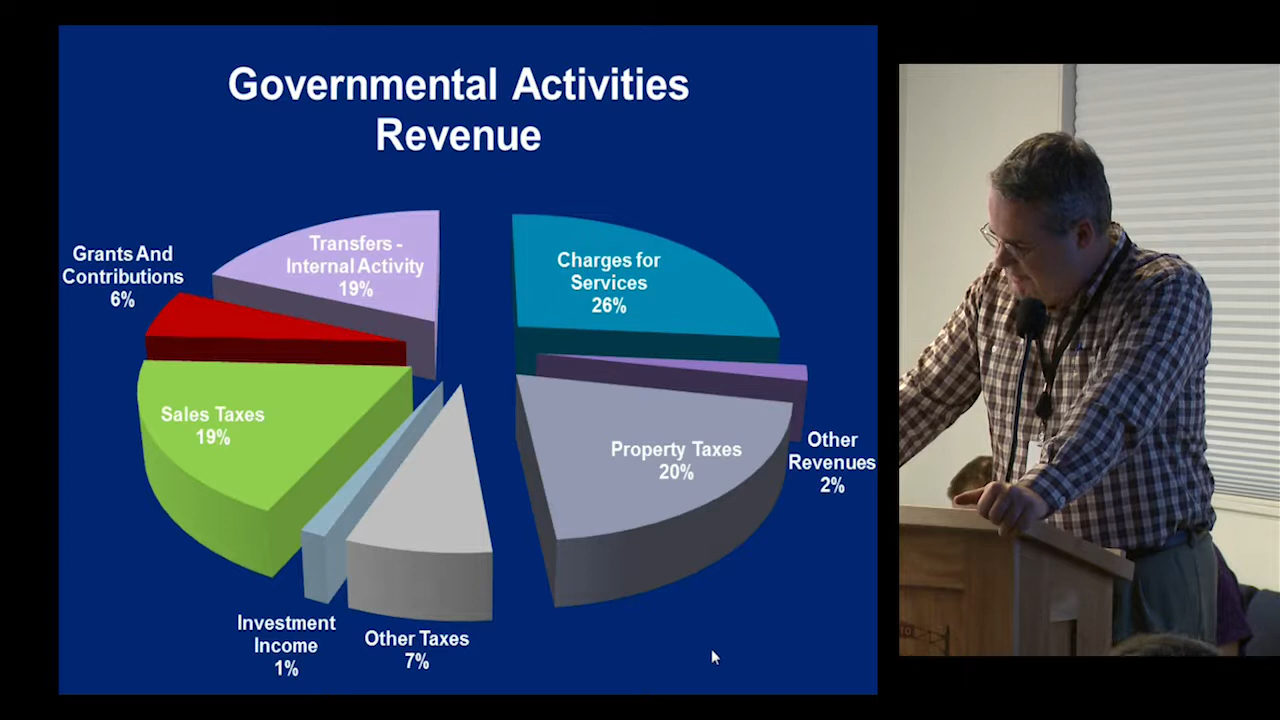 Governmental Activities
Revenue
Transfers -
Internal Activity
19%
Charges for
Services
26%
Grants And
Contributions
6%
Sales Taxes
19%
Property Taxes
20%
Other
Revenues
2%
Investment
Income
1%
Other Taxes
7%